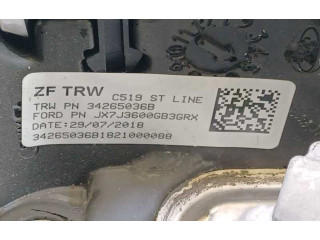 ZF TRW C519 ST LINE
TRW PN 34265036B
FORD PN JX7J3600GB3GRX
DATE:29/07/2018
34265036B1821000088